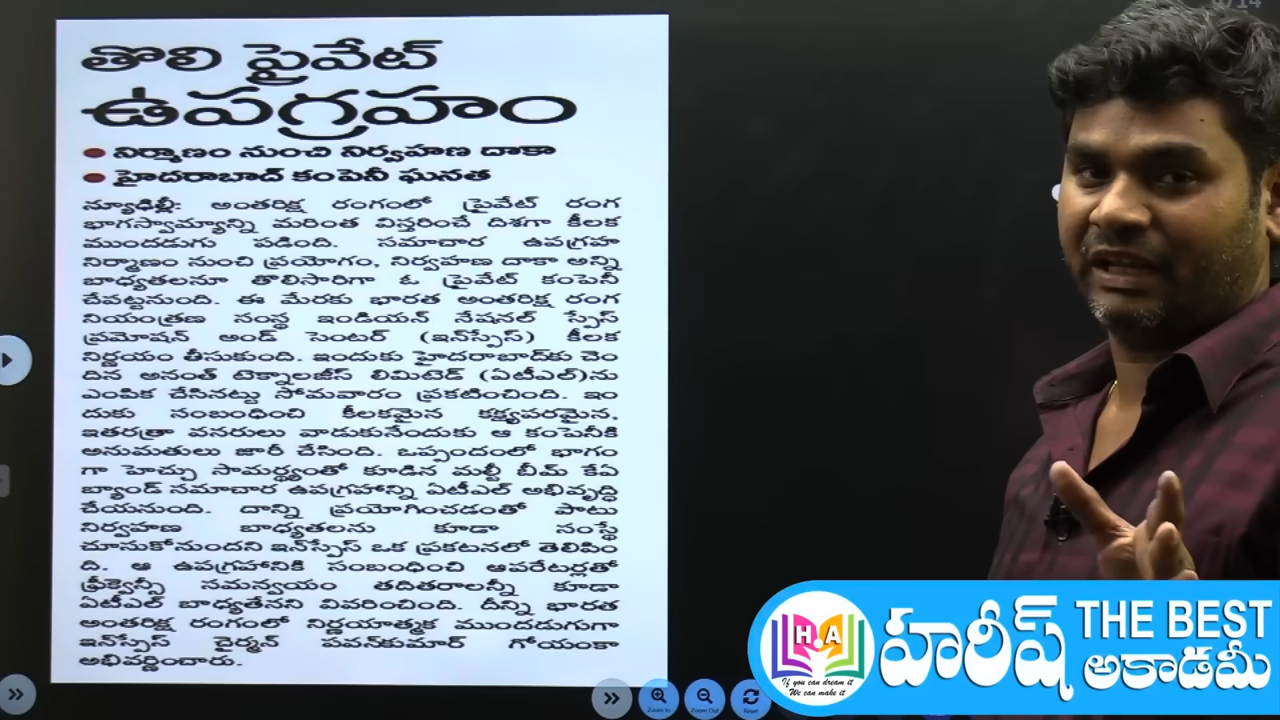 తొలి ప్రైవేట్
ఉపగ్రహం
నిర్మాణం నుంచి నిర్వహణ దాకా
హైదరాబాద్ కంపెనీ ఘనత
న్యూఢిల్లీ: అంతరిక్ష రంగంలో ప్రైవేట్ రంగ
భాగస్వామ్యాన్ని మరింత విస్తరించే దిశగా కీలక
ముందడుగు పడింది. సమాచార ఉపగ్రహ
నిర్మాణం నుంచి ప్రయోగం, నిర్వహణ దాకా అన్ని
బాధ్యతలనూ తొలిసారిగా ఓ ప్రైవేట్ కంపెనీ
చేపట్టనుంది. ఈ మేరకు భారత అంతరిక్ష రంగ
నియంత్రణ సంస్థ ఇండియన్ నేషనల్ స్పేస్
ప్రమోషన్ అండ్ సెంటర్ (ఇన్‌స్పేస్) కీలక
నిర్ణయం తీసుకుంది. ఇందుకు హైదరాబాద్‌కు చెం
దిన అనంత్ టెక్నాలజీస్ లిమిటెడ్ (ఏటీఎల్)ను
ఎంపిక చేసినట్టు సోమవారం ప్రకటించింది. ఇం
దుకు సంబంధించి కీలకమైన కక్ష్యపరమైన,
ఇతరత్రా వనరులు వాడుకునేందుకు ఆ కంపెనీకి
అనుమతులు జారీ చేసింది. ఒప్పందంలో భాగం
గా హెచ్చు సామర్థ్యంతో కూడిన మల్టీ బీమ్ కేఏ
బ్యాండ్ సమాచార ఉపగ్రహాన్ని ఏటీఎల్ అభివృద్ధి
చేయనుంది. దాన్ని ప్రయోగించడంతో పాటు
నిర్వహణ బాధ్యతలను కూడా సంస్థే
చూసుకోనుందని ఇన్‌స్పేస్ ఒక ప్రకటనలో తెలిపిం
ది. ఆ ఉపగ్రహానికి సంబంధించి ఆపరేటర్లతో
ఫ్రీక్వెన్సీ సమన్వయం తదితరాలన్నీ కూడా
ఏటీఎల్ బాధ్యతేనని వివరించింది. దీన్ని భారత
అంతరిక్ష రంగంలో నిర్ణయాత్మక ముందడుగుగా
ఇన్‌స్పేస్ చైర్మన్ పవన్‌కుమార్ గోయంకా
అభివర్ణించారు.
Zoom In
Zoom Out
Reset
H.A
If you can dream it
We can make it
హరీష్
THE BEST
అకాడమీ